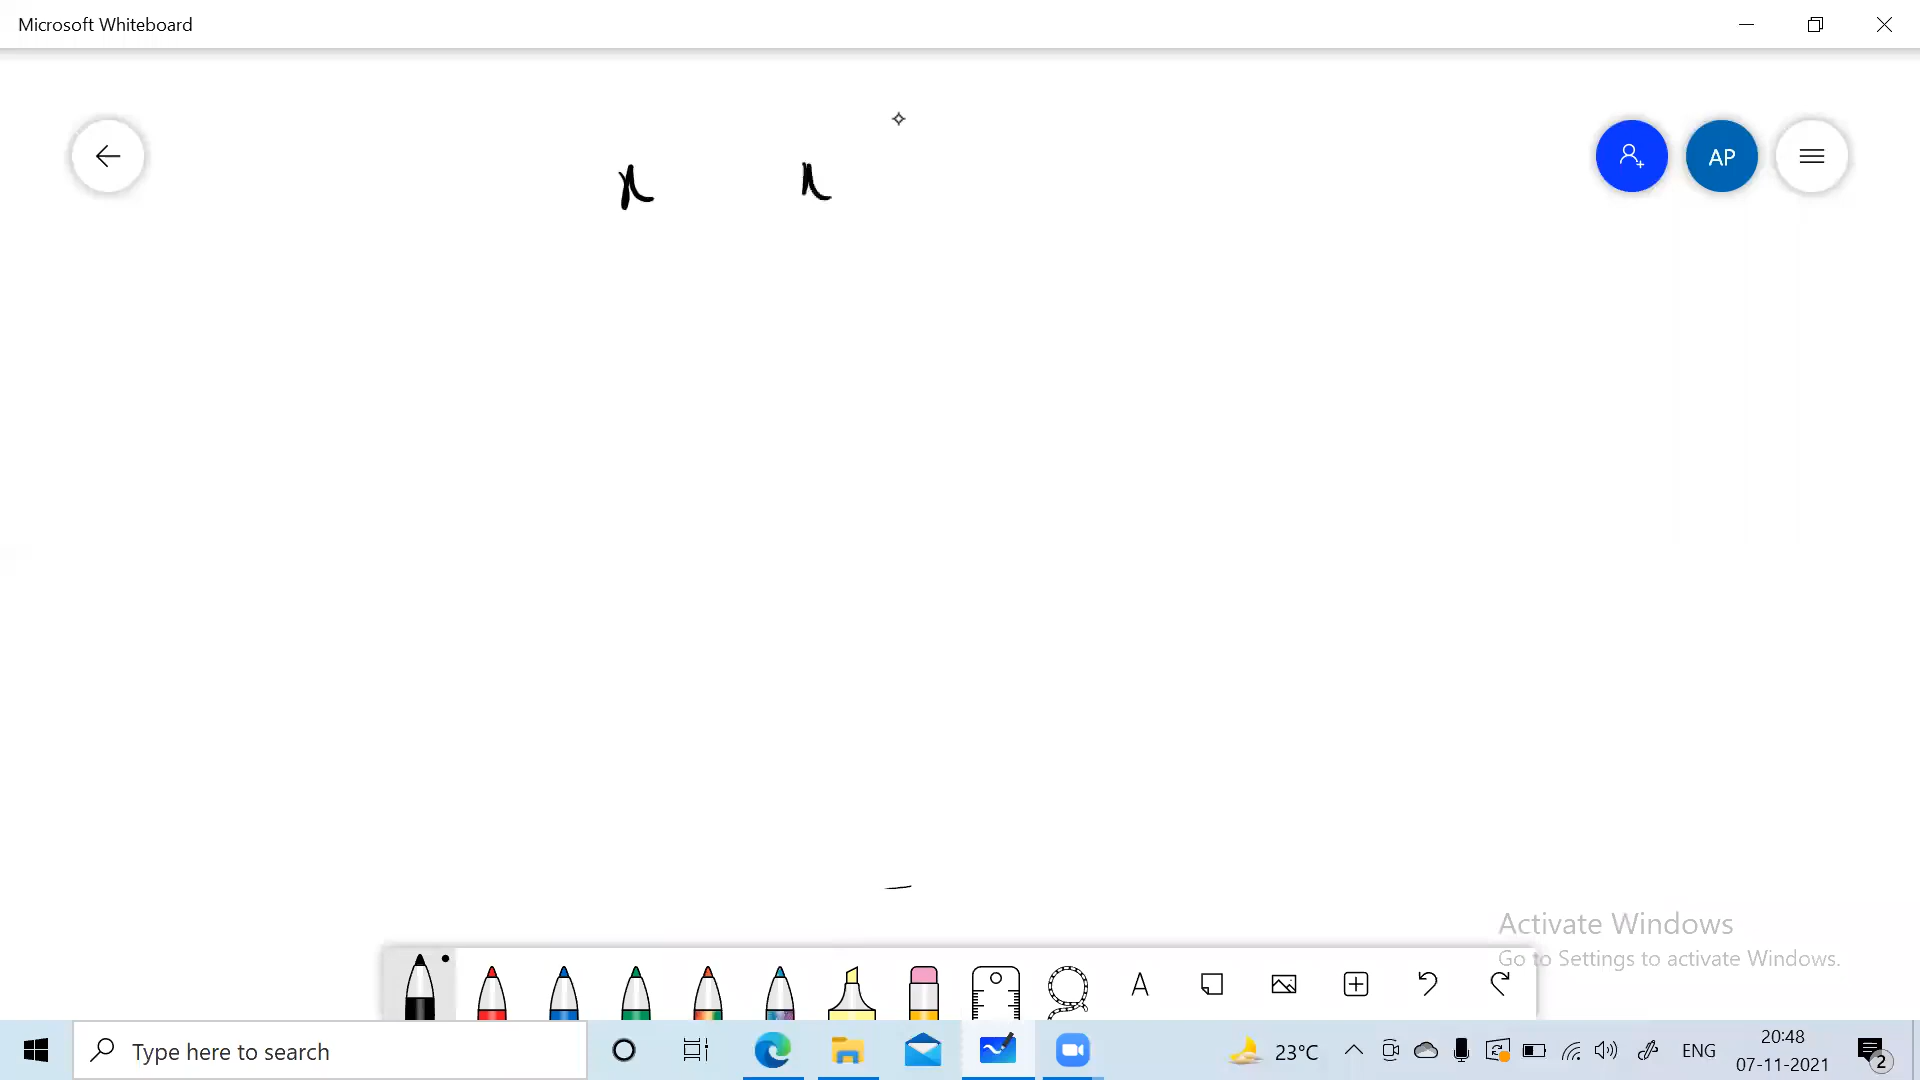 Microsoft Whiteboard
AP
Activate Windows
Go to Settings to activate Windows.
A
Type here to search
23°C
ENG
20:48
07-11-2021
2